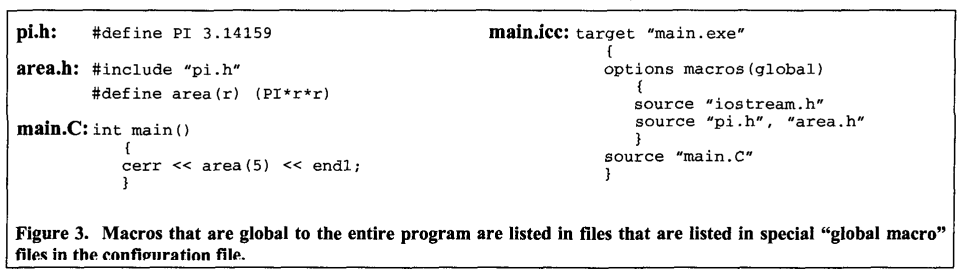 pi.h: #define PI 3.14159
area.h: #include "pi.h"
#define area(r) (PI*r*r)
main.C: int main()
{
cerr << area(5) << endl;
}
main.icc: target "main.exe"
{
options macros(global)
{
source "iostream.h"
source "pi.h", "area.h"
}
source "main.C"
}
Figure 3. Macros that are global to the entire program are listed in files that are listed in special "global macro"
files in the configuration file.